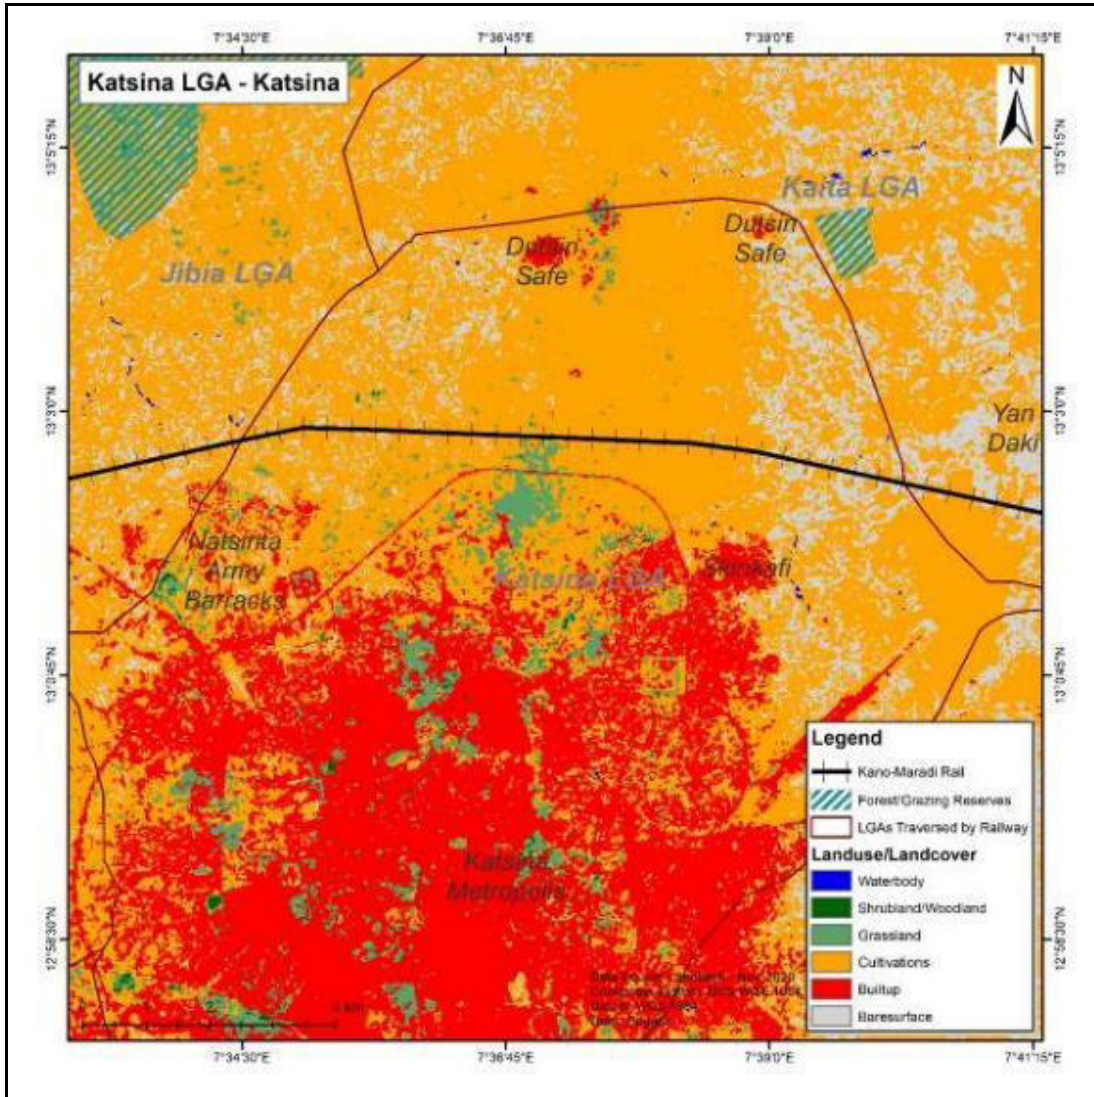 7°34'30"E 7°36'45"E 7°39'0"E 7°41'15"E
Katsina LGA - Katsina
N
13°5'15"N 13°5'15"N
Kaita LGA
Dutsin
Safe
Dutsin
Safe
Jibia LGA
13°3'0"N 13°3'0"N
Yan
Daki
Natsinta
Army
Barracks
Katsina LGA
Shinkafi
13°0'45"N 13°0'45"N
Legend
Kano-Maradi Rail
Forest/Grazing Reserves
LGAs Traversed by Railway
Landuse/Landcover
Waterbody
Shrubland/Woodland
Grassland
Cultivations
Builtup
Baresurface
Katsina
Metropolis
12°58'30"N 12°58'30"N
4 km
7°34'30"E 7°36'45"E 7°39'0"E 7°41'15"E